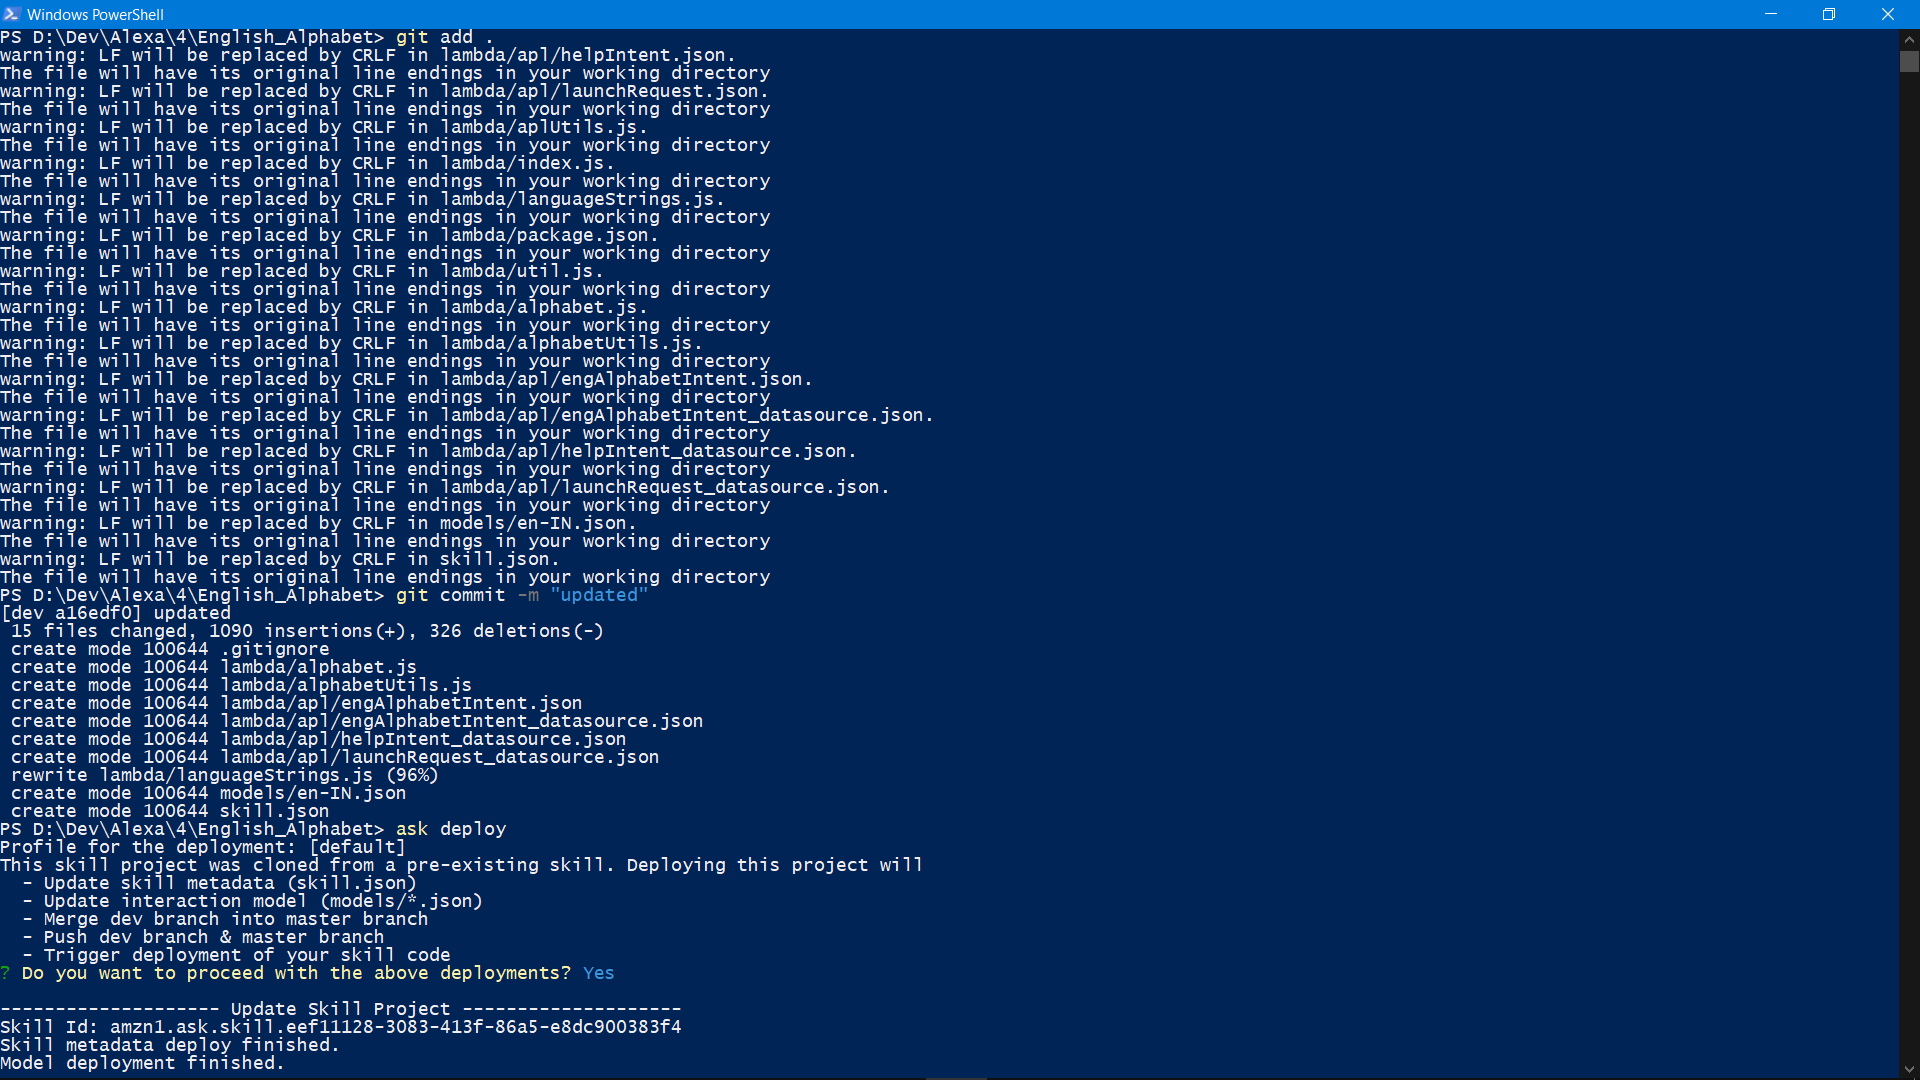 Windows PowerShell
PS D:\Dev\Alexa\4\English_Alphabet> git add .
warning: LF will be replaced by CRLF in lambda/apl/helpIntent.json.
The file will have its original line endings in your working directory
warning: LF will be replaced by CRLF in lambda/apl/launchRequest.json.
The file will have its original line endings in your working directory
warning: LF will be replaced by CRLF in lambda/aplUtils.js.
The file will have its original line endings in your working directory
warning: LF will be replaced by CRLF in lambda/index.js.
The file will have its original line endings in your working directory
warning: LF will be replaced by CRLF in lambda/languageStrings.js.
The file will have its original line endings in your working directory
warning: LF will be replaced by CRLF in lambda/package.json.
The file will have its original line endings in your working directory
warning: LF will be replaced by CRLF in lambda/util.js.
The file will have its original line endings in your working directory
warning: LF will be replaced by CRLF in lambda/alphabet.js.
The file will have its original line endings in your working directory
warning: LF will be replaced by CRLF in lambda/alphabetUtils.js.
The file will have its original line endings in your working directory
warning: LF will be replaced by CRLF in lambda/apl/engAlphabetIntent.json.
The file will have its original line endings in your working directory
warning: LF will be replaced by CRLF in lambda/apl/engAlphabetIntent_datasource.json.
The file will have its original line endings in your working directory
warning: LF will be replaced by CRLF in lambda/apl/helpIntent_datasource.json.
The file will have its original line endings in your working directory
warning: LF will be replaced by CRLF in lambda/apl/launchRequest_datasource.json.
The file will have its original line endings in your working directory
warning: LF will be replaced by CRLF in models/en-IN.json.
The file will have its original line endings in your working directory
warning: LF will be replaced by CRLF in skill.json.
The file will have its original line endings in your working directory
PS D:\Dev\Alexa\4\English_Alphabet> git commit -m "updated"
[dev a16edf0] updated
 15 files changed, 1090 insertions(+), 326 deletions(-)
 create mode 100644 .gitignore
 create mode 100644 lambda/alphabet.js
 create mode 100644 lambda/alphabetUtils.js
 create mode 100644 lambda/apl/engAlphabetIntent.json
 create mode 100644 lambda/apl/engAlphabetIntent_datasource.json
 create mode 100644 lambda/apl/helpIntent_datasource.json
 create mode 100644 lambda/apl/launchRequest_datasource.json
 rewrite lambda/languageStrings.js (96%)
 create mode 100644 models/en-IN.json
 create mode 100644 skill.json
PS D:\Dev\Alexa\4\English_Alphabet> ask deploy
Profile for the deployment: [default]
This skill project was cloned from a pre-existing skill. Deploying this project will
  - Update skill metadata (skill.json)
  - Update interaction model (models/*.json)
  - Merge dev branch into master branch
  - Push dev branch & master branch
  - Trigger deployment of your skill code
? Do you want to proceed with the above deployments? Yes
-------------------- Update Skill Project --------------------
Skill Id: amzn1.ask.skill.eef11128-3083-413f-86a5-e8dc900383f4
Skill metadata deploy finished.
Model deployment finished.